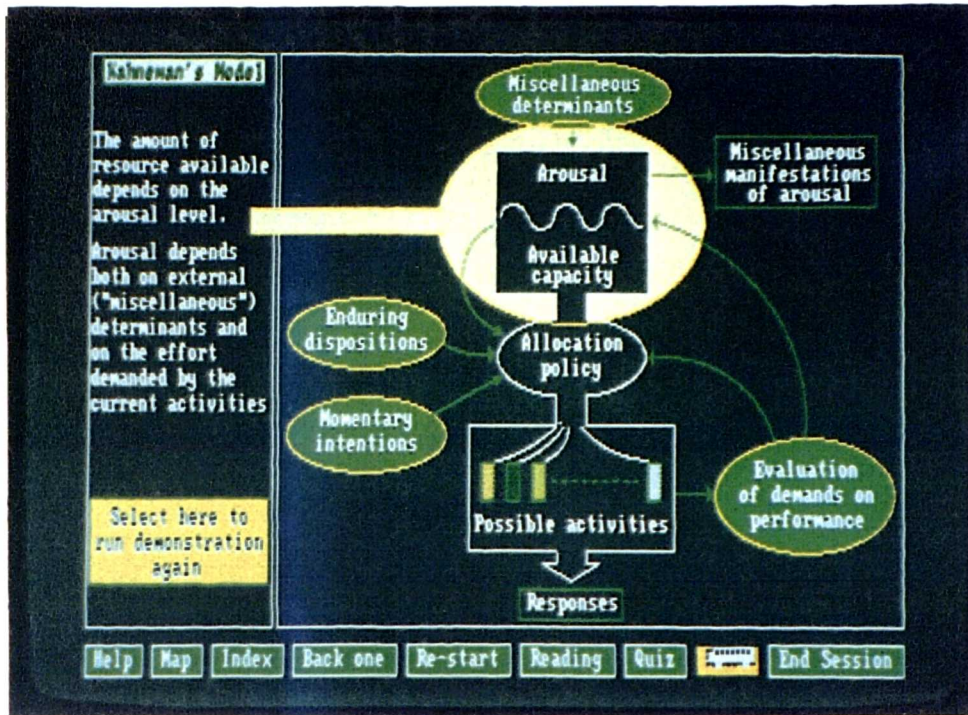 Kahneman's Model
The amount of
resource available
depends on the
arousal level.
Arousal depends
both on external
("miscellaneous")
determinants and
on the effort
demanded by the
current activities
Select here to
run demonstration
again
Miscellaneous
determinants
Arousal
Available
capacity
Miscellaneous
manifestations
of arousal
Enduring
dispositions
Allocation
policy
Momentary
intentions
Possible activities
Evaluation
of demands on
performance
Responses
Help
Map
Index
Back one
Re-start
Reading
Quiz
End Session